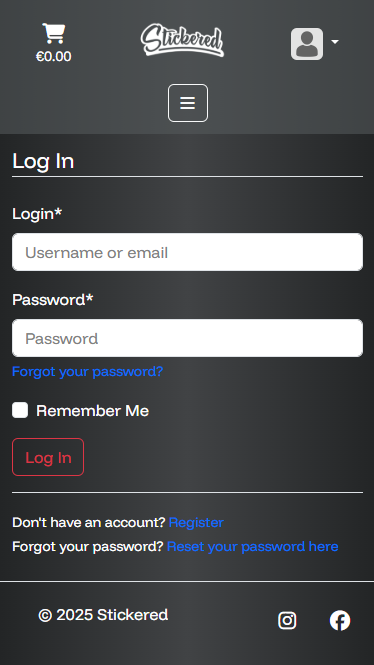 Stickered
€0.00
Log In
Login*
Username or email
Password*
Password
Forgot your password?
Remember Me
Log In
Don't have an account? Register
Forgot your password? Reset your password here
© 2025 Stickered